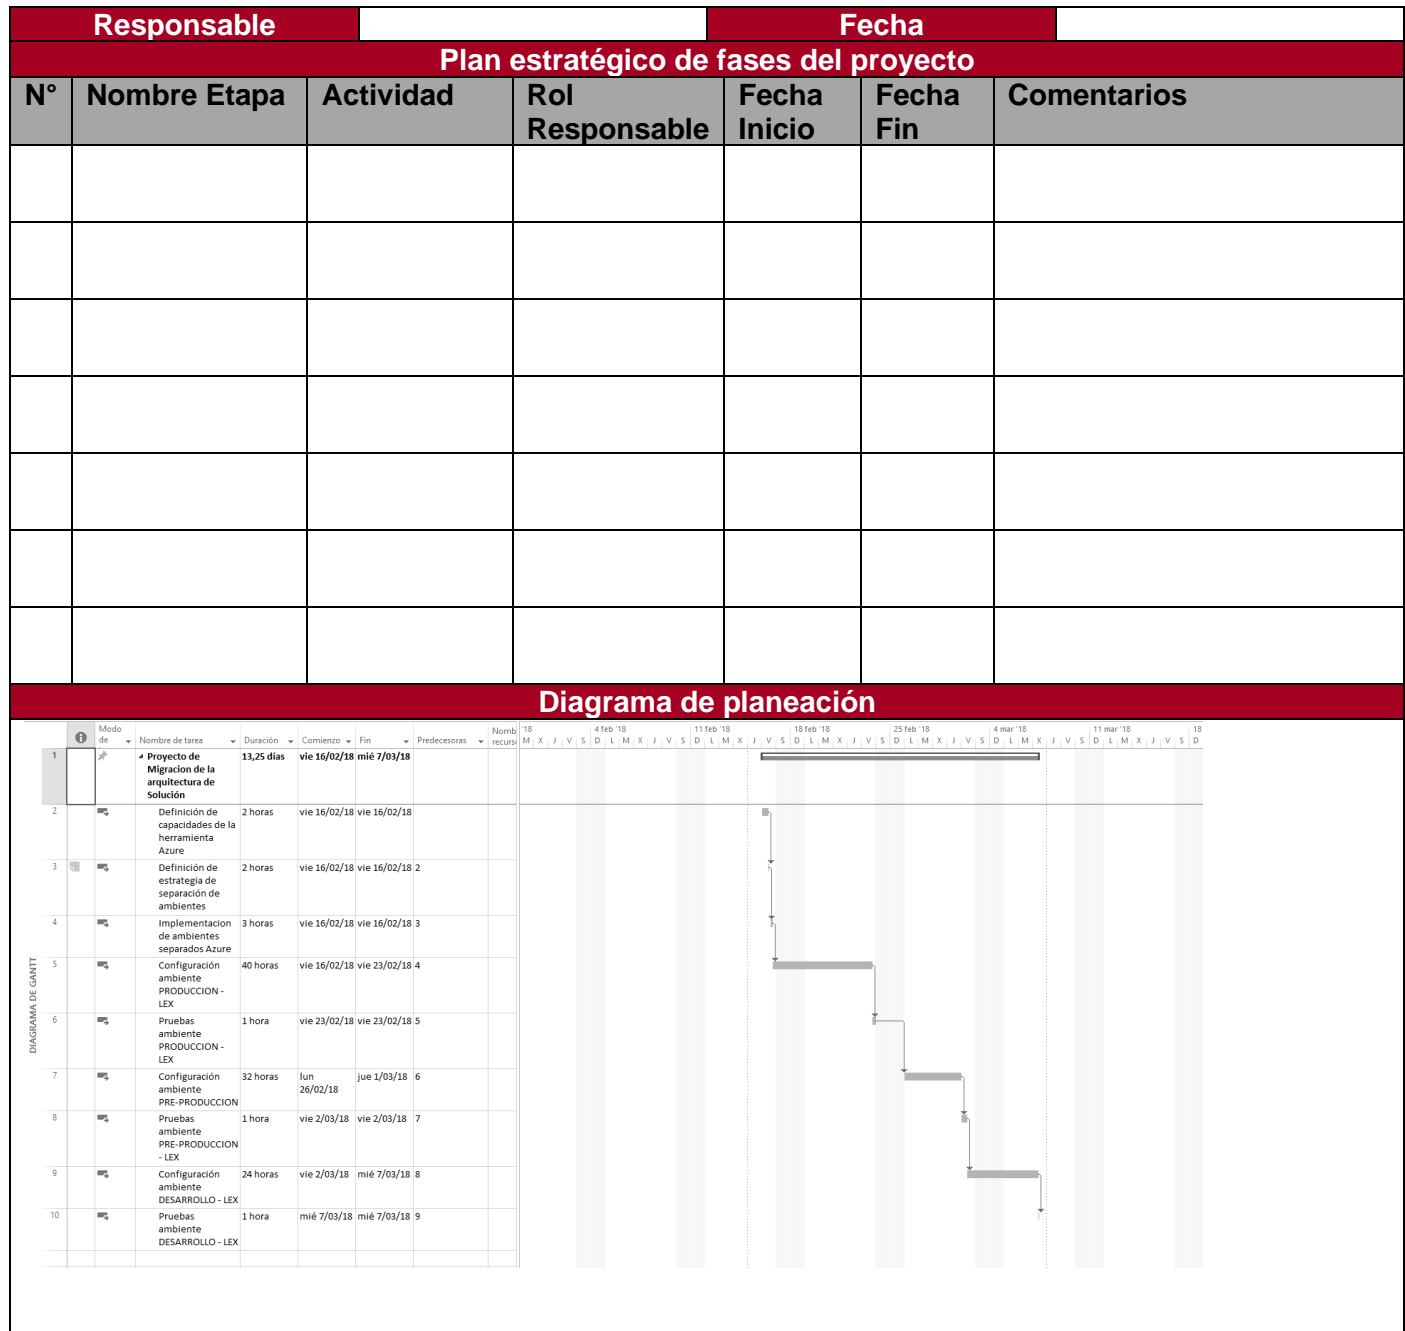 Responsable Fecha
Plan estratégico de fases del proyecto
N° Nombre Etapa Actividad Rol Responsable Fecha Inicio Fecha Fin Comentarios
Diagrama de planeación
Modo de Nombre de tarea Duración Comienzo Fin Predecesoras Nomb recurs
'18 4 feb '18 11 feb '18 18 feb '18 25 feb '18 4 mar '18 11 mar '18 18
M X J V S D L M X J V S D L M X J V S D L M X J V S D L M X J V S D L M X J V S D L M X J V S D
DIAGRAMA DE GANTT
1 Proyecto de 13,25 días vie 16/02/18 mié 7/03/18
Migracion de la
arquitectura de
Solución
2 Definición de 2 horas vie 16/02/18 vie 16/02/18
capacidades de la
herramienta
Azure
3 Definición de 2 horas vie 16/02/18 vie 16/02/18 2
estrategia de
separación de
ambientes
4 Implementacion 3 horas vie 16/02/18 vie 16/02/18 3
de ambientes
separados Azure
5 Configuración 40 horas vie 16/02/18 vie 23/02/18 4
ambiente
PRODUCCION -
LEX
6 Pruebas 1 hora vie 23/02/18 vie 23/02/18 5
ambiente
PRODUCCION -
LEX
7 Configuración 32 horas lun jue 1/03/18 6
ambiente 26/02/18
PRE-PRODUCCION
8 Pruebas 1 hora vie 2/03/18 vie 2/03/18 7
ambiente
PRE-PRODUCCION
- LEX
9 Configuración 24 horas vie 2/03/18 mié 7/03/18 8
ambiente
DESARROLLO - LEX
10 Pruebas 1 hora mié 7/03/18 mié 7/03/18 9
ambiente
DESARROLLO - LEX